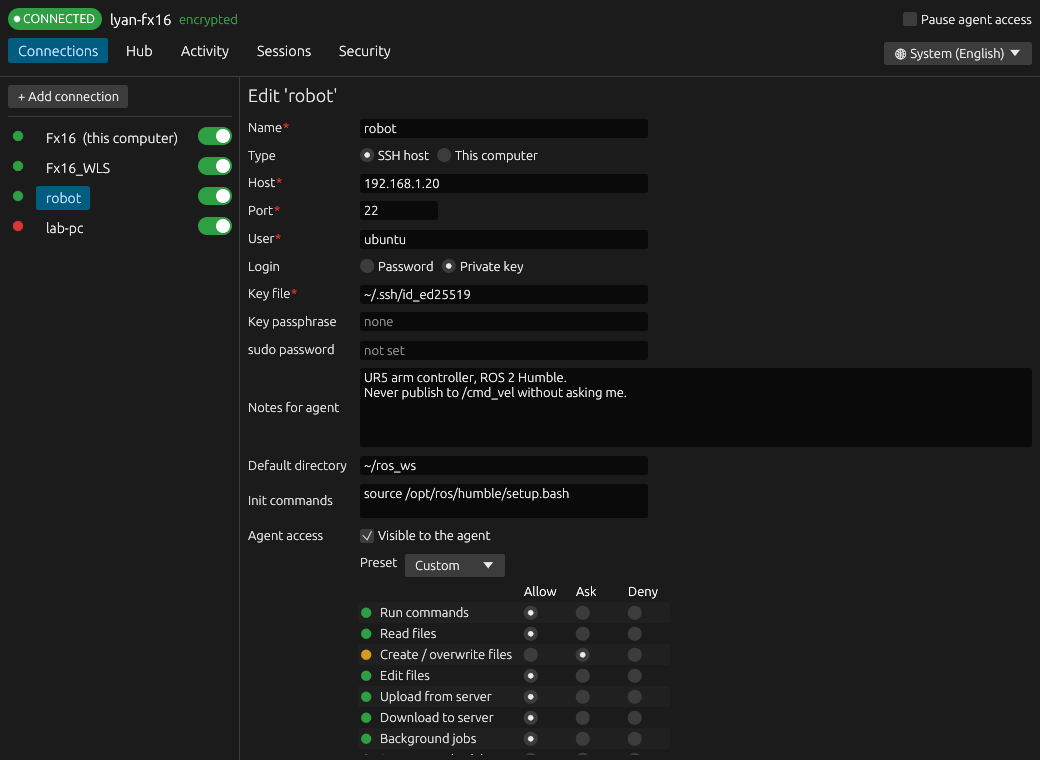 CONNECTED lyan-fx16 encrypted
Pause agent access
Connections Hub Activity Sessions Security
System (English)
+ Add connection
Fx16 (this computer)
Fx16_WLS
robot
lab-pc
Edit 'robot'
Name* robot
Type SSH host This computer
Host* 192.168.1.20
Port* 22
User* ubuntu
Login Password Private key
Key file* ~/.ssh/id_ed25519
Key passphrase none
sudo password not set
Notes for agent
UR5 arm controller, ROS 2 Humble.
Never publish to /cmd_vel without asking me.
Default directory ~/ros_ws
Init commands source /opt/ros/humble/setup.bash
Agent access Visible to the agent
Preset Custom
Allow Ask Deny
Run commands
Read files
Create / overwrite files
Edit files
Upload from server
Download to server
Background jobs